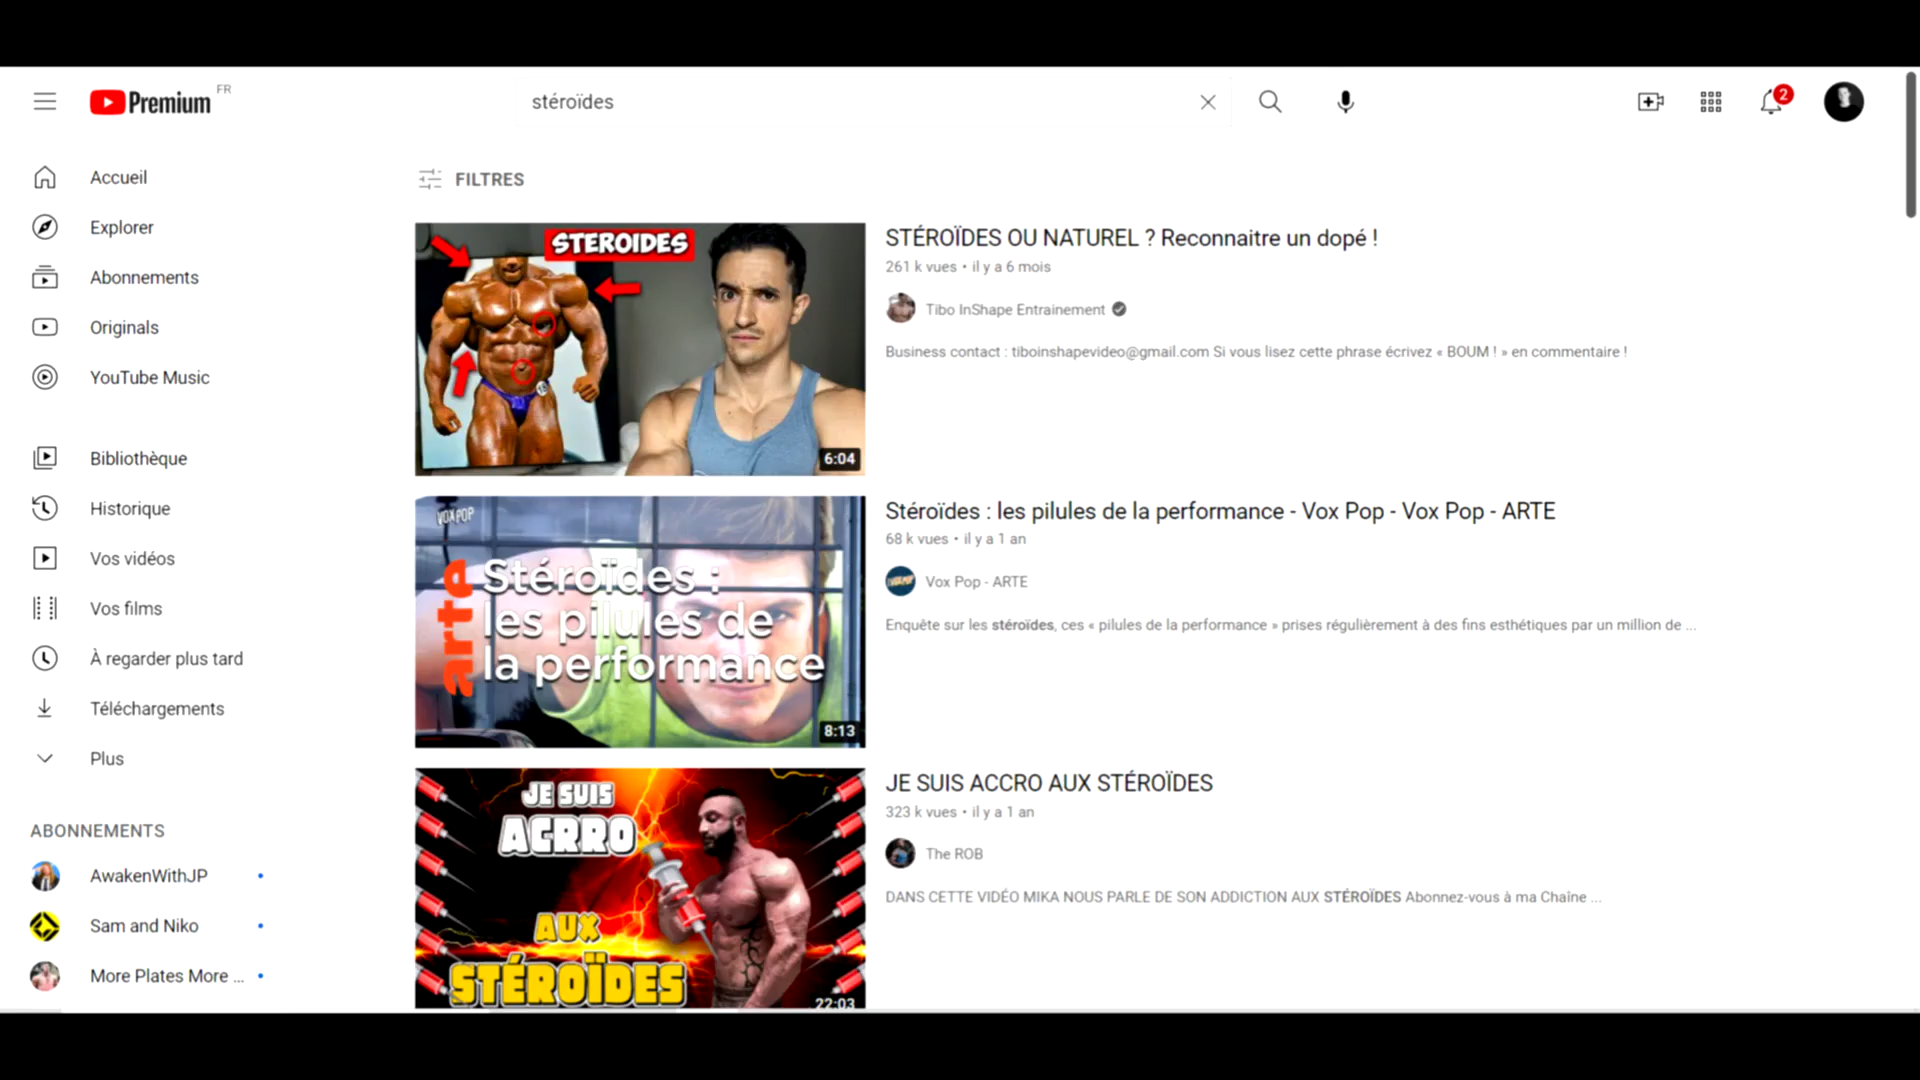 Premium FR
stéroïdes
2
Accueil
Explorer
Abonnements
Originals
YouTube Music
Bibliothèque
Historique
Vos vidéos
Vos films
À regarder plus tard
Téléchargements
Plus
ABONNEMENTS
AwakenWithJP
Sam and Niko
More Plates More ...
FILTRES
STEROIDES
6:04
STÉROÏDES OU NATUREL ? Reconnaitre un dopé !
261 k vues • il y a 6 mois
Tibo InShape Entrainement
Business contact : tiboinshapevideo@gmail.com Si vous lisez cette phrase écrivez « BOUM ! » en commentaire !
VOX POP
arte
Stéroïdes :
les pilules de
la performance
8:13
Stéroïdes : les pilules de la performance - Vox Pop - Vox Pop - ARTE
68 k vues • il y a 1 an
Vox Pop - ARTE
Enquête sur les stéroïdes, ces « pilules de la performance » prises régulièrement à des fins esthétiques par un million de ...
JE SUIS
ACRRO
AUX
STÉROÏDES
22:03
JE SUIS ACCRO AUX STÉROÏDES
323 k vues • il y a 1 an
The ROB
DANS CETTE VIDÉO MIKA NOUS PARLE DE SON ADDICTION AUX STÉROÏDES Abonnez-vous à ma Chaîne ...